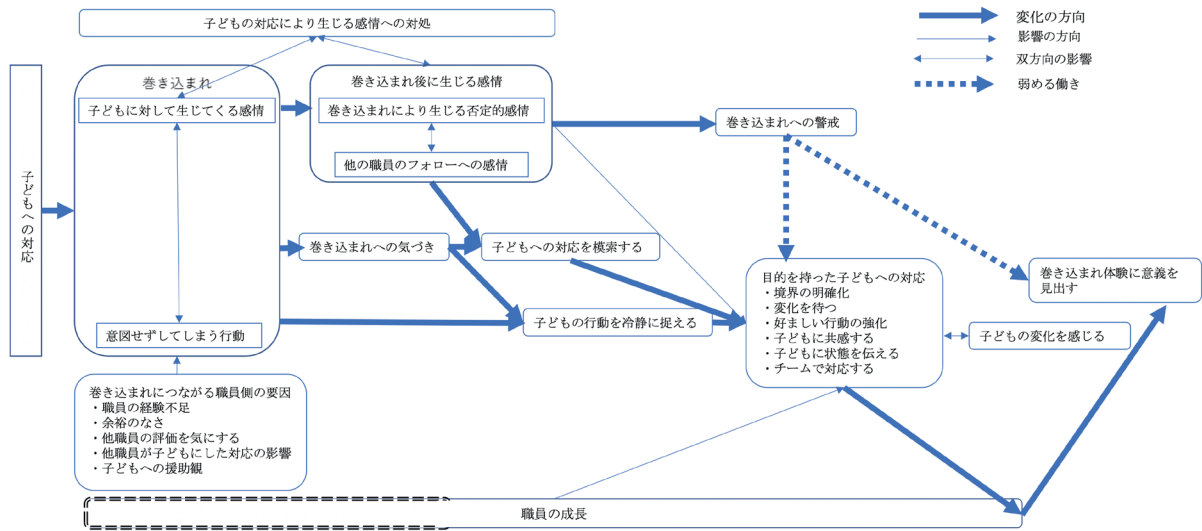 子どもの対応により生じる感情への対処
変化の方向
影響の方向
双方向の影響
弱める働き
子どもへの対応
巻き込まれ
子どもに対して生じてくる感情
意図せずしてしまう行動
巻き込まれ後に生じる感情
巻き込まれにより生じる否定的感情
他の職員のフォローへの感情
巻き込まれへの警戒
巻き込まれへの気づき
子どもへの対応を模索する
子どもの行動を冷静に捉える
目的を持った子どもへの対応
・境界の明確化
・変化を待つ
・好ましい行動の強化
・子どもに共感する
・子どもに状態を伝える
・チームで対応する
巻き込まれ体験に意義を
見出す
子どもの変化を感じる
巻き込まれにつながる職員側の要因
・職員の経験不足
・余裕のなさ
・他職員の評価を気にする
・他職員が子どもにした対応の影響
・子どもへの援助観
職員の成長